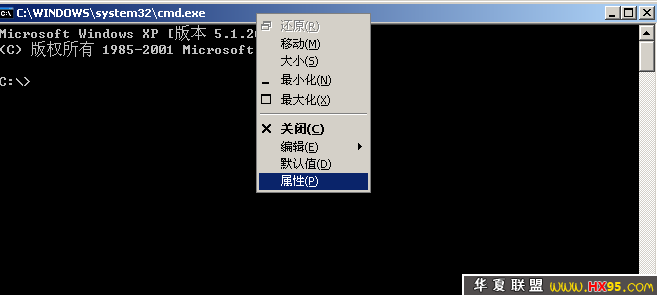 C:\WINDOWS\system32\cmd.exe
Microsoft Windows XP [版本 5.1.2
(C) 版权所有 1985-2001 Microsoft
C:\>
还原(R)
移动(M)
大小(S)
最小化(N)
最大化(X)
关闭(C)
编辑(E)
默认值(D)
属性(P)
华夏联盟 www.HX95.com